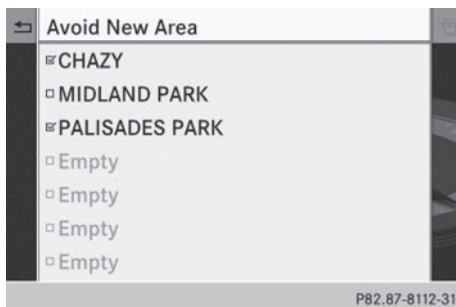 Avoid New Area
CHAZY
MIDLAND PARK
PALISADES PARK
Empty
Empty
Empty
Empty
P82.87-8112-31